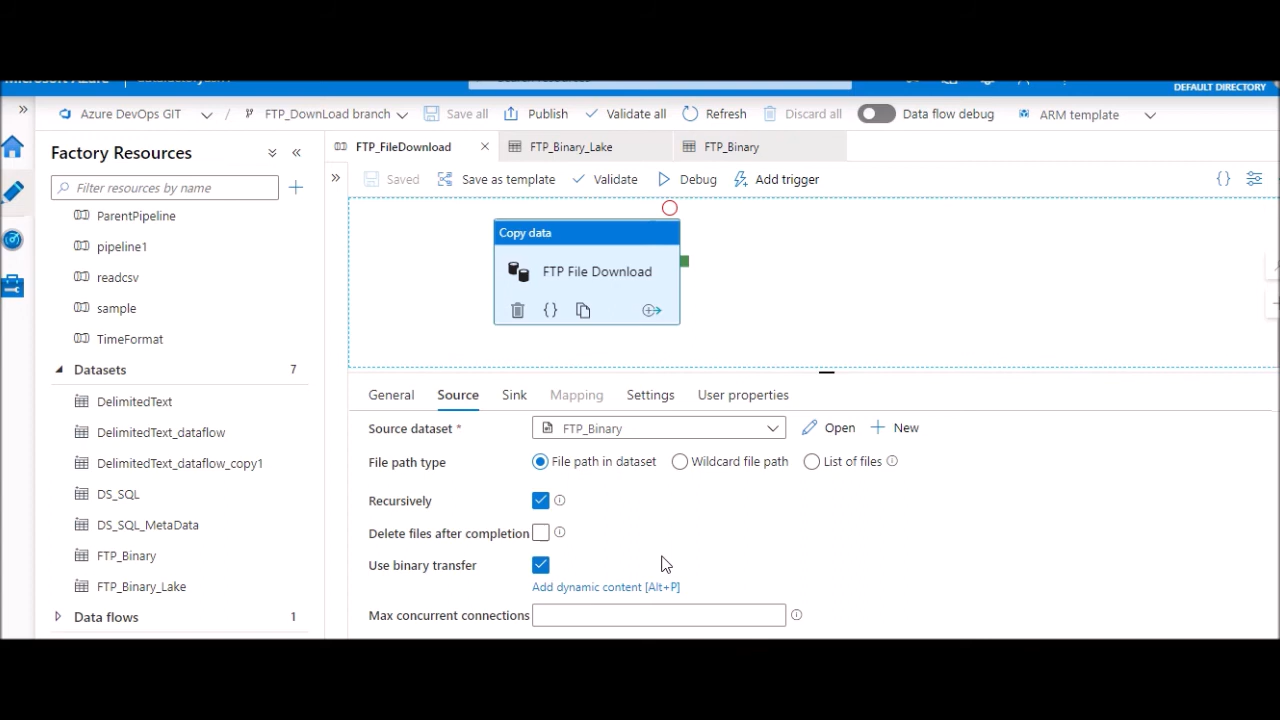 DEFAULT DIRECTORY
Azure DevOps GIT / FTP_DownLoad branch Save all Publish Validate all Refresh Discard all Data flow debug ARM template
Factory Resources
Filter resources by name
ParentPipeline
pipeline1
readcsv
sample
TimeFormat
Datasets 7
DelimitedText
DelimitedText_dataflow
DelimitedText_dataflow_copy1
DS_SQL
DS_SQL_MetaData
FTP_Binary
FTP_Binary_Lake
Data flows 1
FTP_FileDownload FTP_Binary_Lake FTP_Binary
Saved Save as template Validate Debug Add trigger
Copy data
FTP File Download
General Source Sink Mapping Settings User properties
Source dataset * FTP_Binary Open New
File path type File path in dataset Wildcard file path List of files
Recursively
Delete files after completion
Use binary transfer
Add dynamic content [Alt+P]
Max concurrent connections